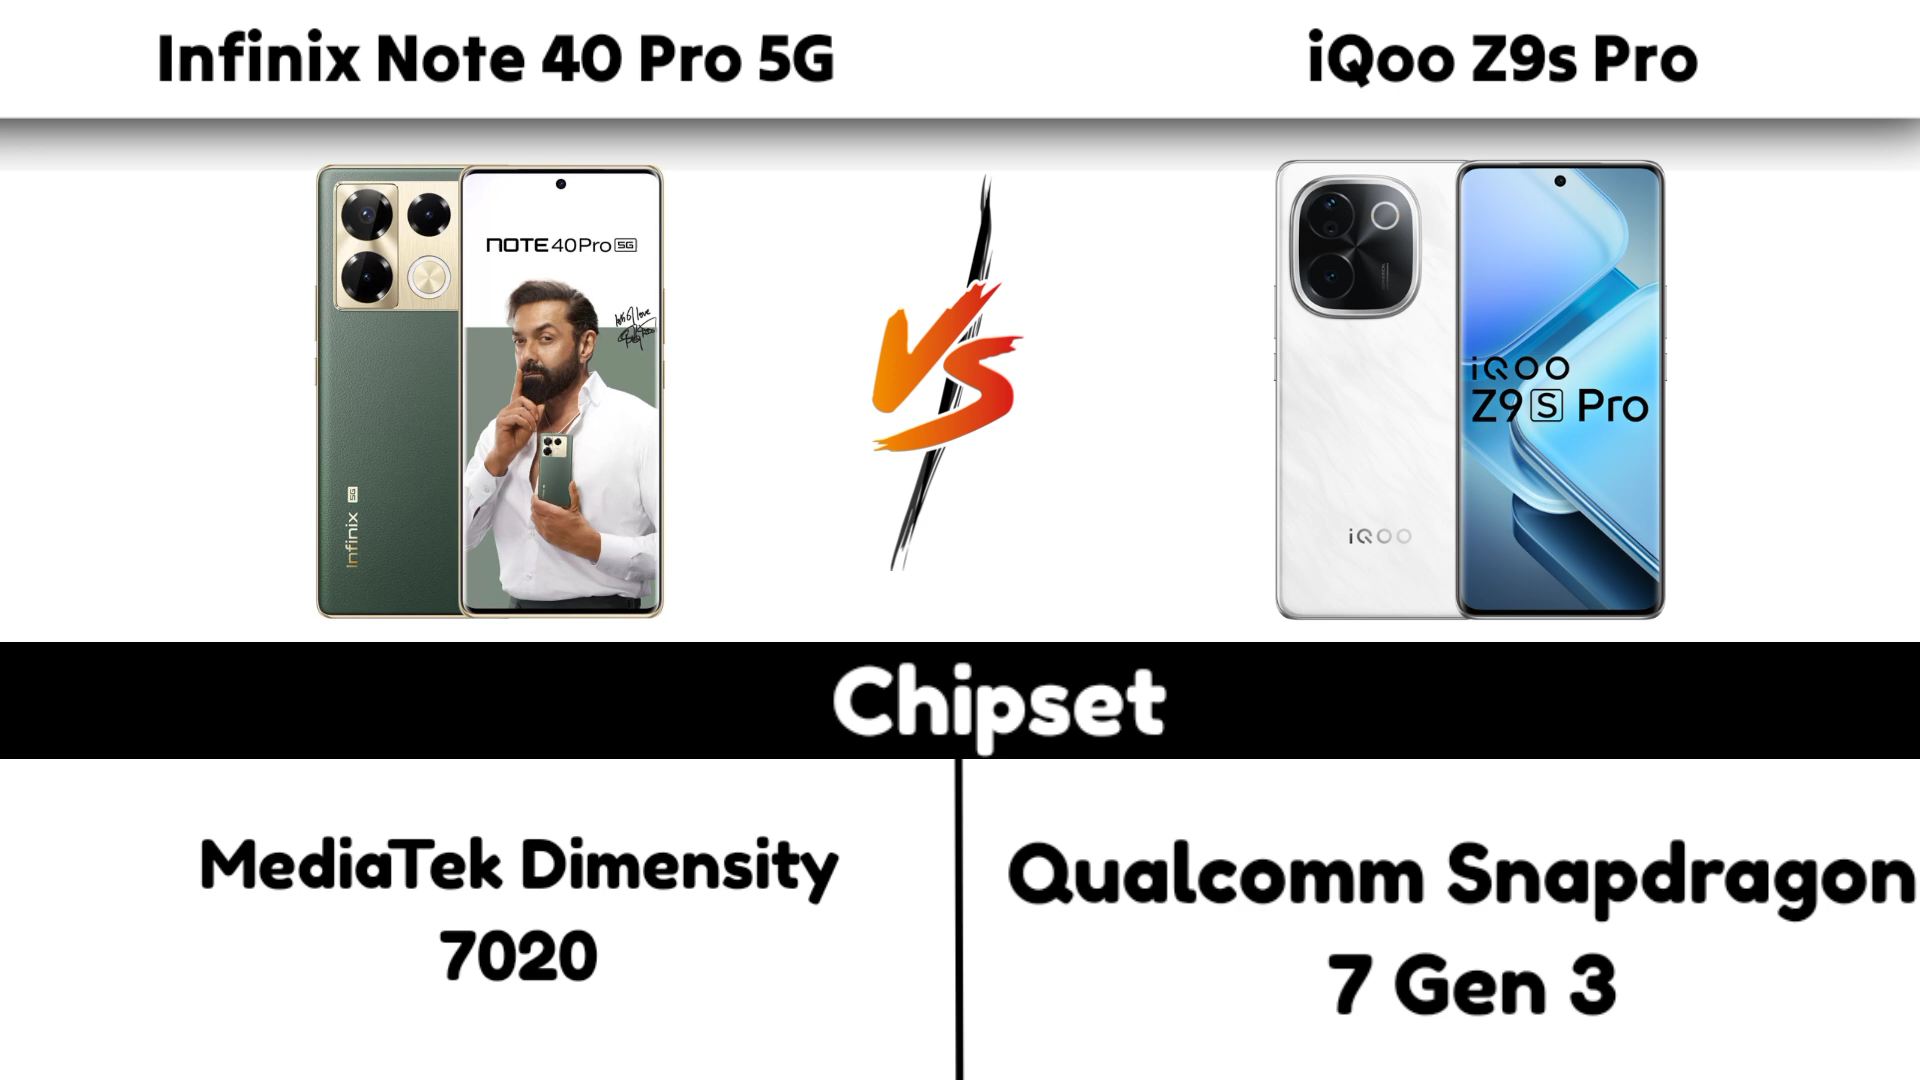 Infinix Note 40 Pro 5G
iQoo Z9s Pro
NOTE 40 Pro 5G
Infinix 5G
VS
iQOO
Z9S Pro
iQOO
Chipset
MediaTek Dimensity
7020
Qualcomm Snapdragon
7 Gen 3